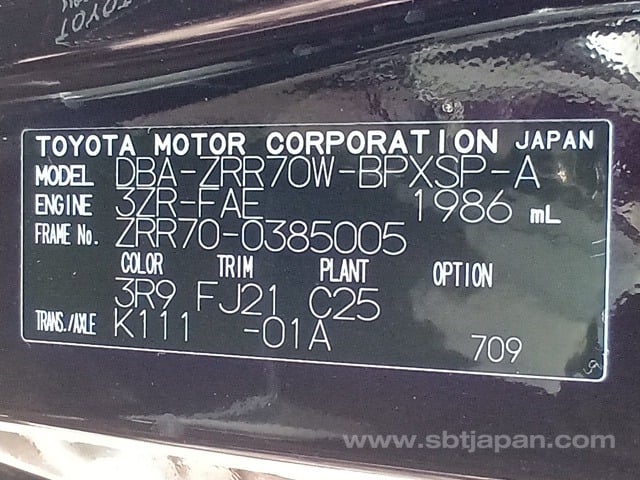 TOYOTA MOTOR CORPORATION JAPAN
MODEL DBA-ZRR70W-BPXSP-A
ENGINE 3ZR-FAE 1986 mL
FRAME No. ZRR70-0385005
COLOR TRIM PLANT OPTION
3R9 FJ21 C25
TRANS./AXLE K111 -01A
709
www.sbtjapan.com